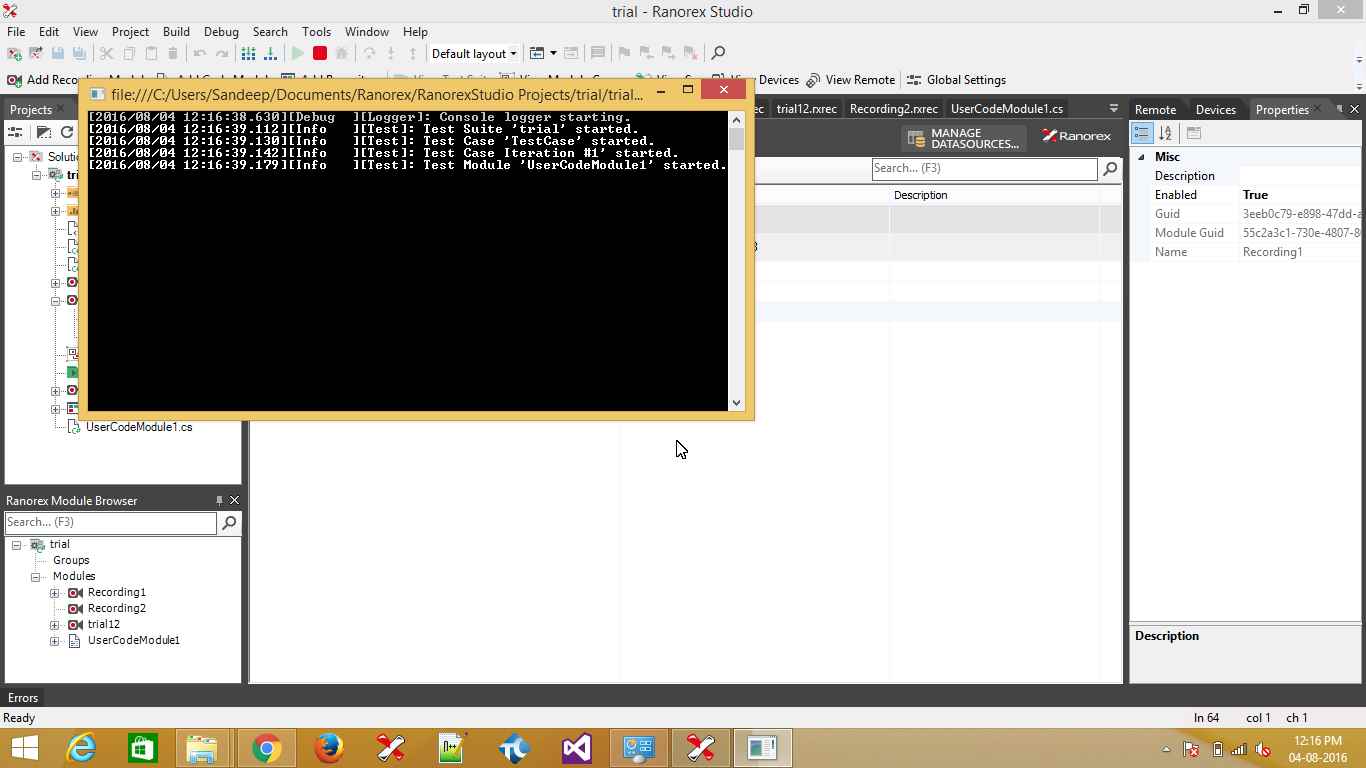 trial - Ranorex Studio
File Edit View Project Build Debug Search Tools Window Help
Default layout
Add
View Devices View Remote Global Settings
file:///C:/Users/Sandeep/Documents/Ranorex/RanorexStudio Projects/trial/trial...
[2016/08/04 12:16:38.630][Debug ][Logger]: Console logger starting.
[2016/08/04 12:16:39.112][Info ][Test]: Test Suite 'trial' started.
[2016/08/04 12:16:39.130][Info ][Test]: Test Case 'TestCase' started.
[2016/08/04 12:16:39.142][Info ][Test]: Test Case Iteration #1' started.
[2016/08/04 12:16:39.179][Info ][Test]: Test Module 'UserCodeModule1' started.
Projects
Solutio
tri
UserCodeModule1.cs
trial12.rxrec Recording2.rxrec UserCodeModule1.cs
MANAGE
DATASOURCES...
Ranorex
Search... (F3)
Description
Remote Devices Properties
Misc
Description
Enabled True
Guid 3eeb0c79-e898-47dd-a
Module Guid 55c2a3c1-730e-4807-8
Name Recording1
Description
Ranorex Module Browser
Search... (F3)
trial
Groups
Modules
Recording1
Recording2
trial12
UserCodeModule1
Errors
Ready
ln 64 col 1 ch 1
12:16 PM
04-08-2016